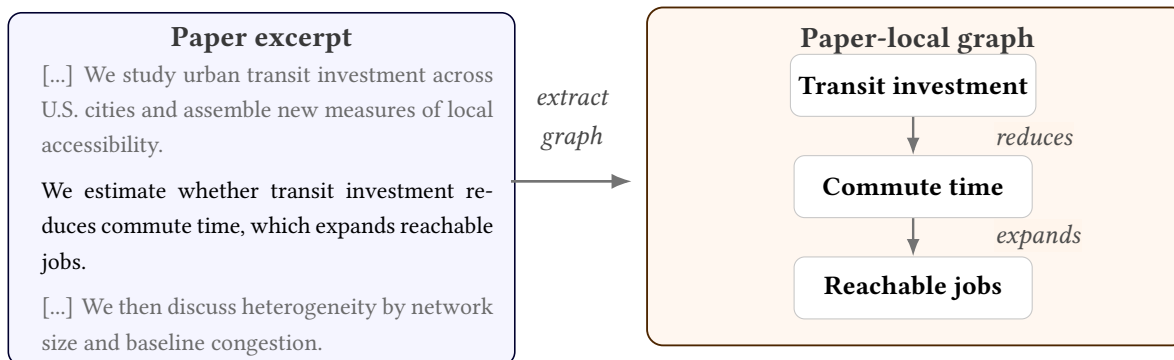 Paper excerpt
[...] We study urban transit investment across
U.S. cities and assemble new measures of local
accessibility.
We estimate whether transit investment re-
duces commute time, which expands reachable
jobs.
[...] We then discuss heterogeneity by network
size and baseline congestion.
extract
graph
Paper-local graph
Transit investment
reduces
Commute time
expands
Reachable jobs